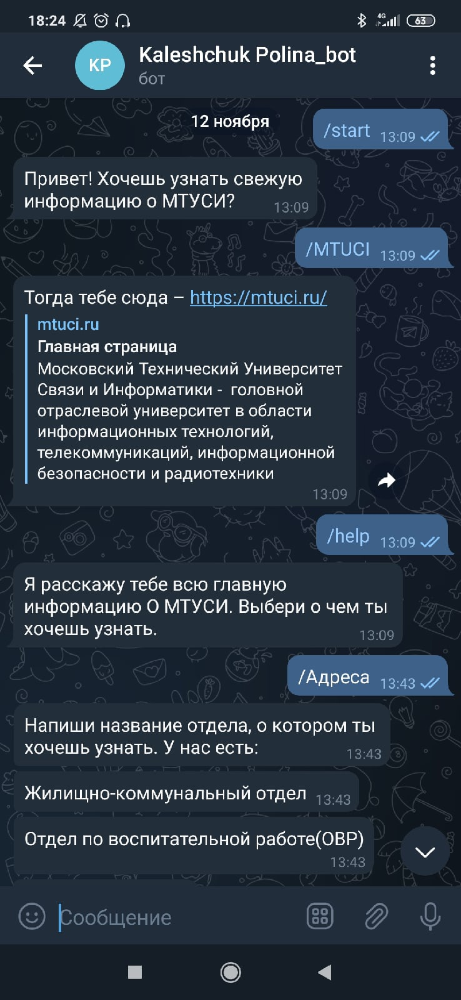 18:24
4G
63
KP
Kaleshchuk Polina_bot
бот
12 ноября
/start 13:09
Привет! Хочешь узнать свежую
информацию о МТУСИ? 13:09
/MTUCI 13:09
Тогда тебе сюда – https://mtuci.ru/
mtuci.ru
Главная страница
Московский Технический Университет
Связи и Информатики - головной
отраслевой университет в области
информационных технологий,
телекоммуникаций, информационной
безопасности и радиотехники
13:09
/help 13:09
Я расскажу тебе всю главную
информацию О МТУСИ. Выбери о чем ты
хочешь узнать. 13:09
/Адреса 13:43
Напиши название отдела, о котором ты
хочешь узнать. У нас есть: 13:43
Жилищно-коммунальный отдел 13:43
Отдел по воспитательной работе(ОВР)
13:43
Сообщение